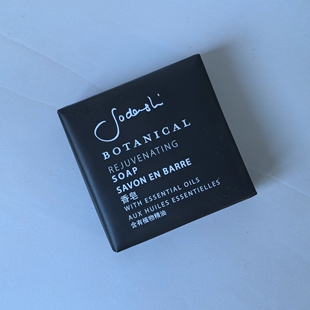 Sodashi
BOTANICAL
REJUVENATING
SOAP
SAVON EN BARRE
香皂
WITH ESSENTIAL OILS
AUX HUILES ESSENTIELLES
含有植物精油